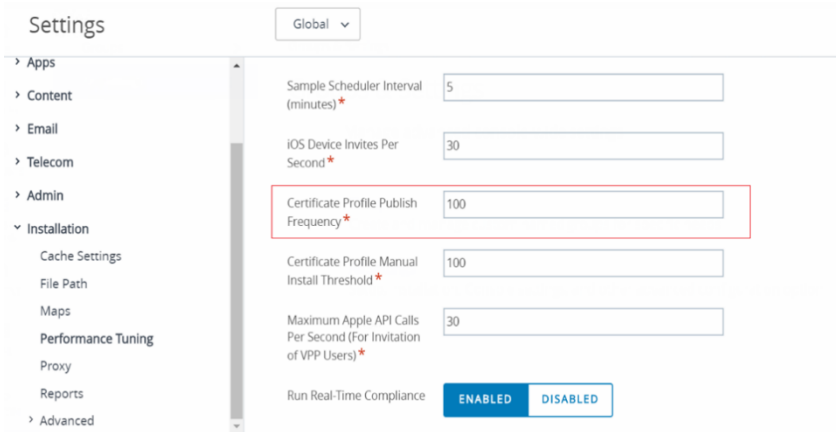 Settings
Global
Apps
Content
Email
Telecom
Admin
Installation
Cache Settings
File Path
Maps
Performance Tuning
Proxy
Reports
Advanced
Sample Scheduler Interval
(minutes) *
5
iOS Device Invites Per
Second *
30
Certificate Profile Publish
Frequency *
100
Certificate Profile Manual
Install Threshold *
100
Maximum Apple API Calls
Per Second (For Invitation
of VPP Users) *
30
Run Real-Time Compliance
ENABLED
DISABLED